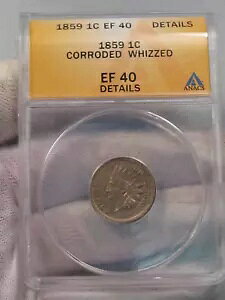 1859 1C EF 40 DETAILS
1859 1C
CORRODED WHIZZED
EF 40
DETAILS
ANACS